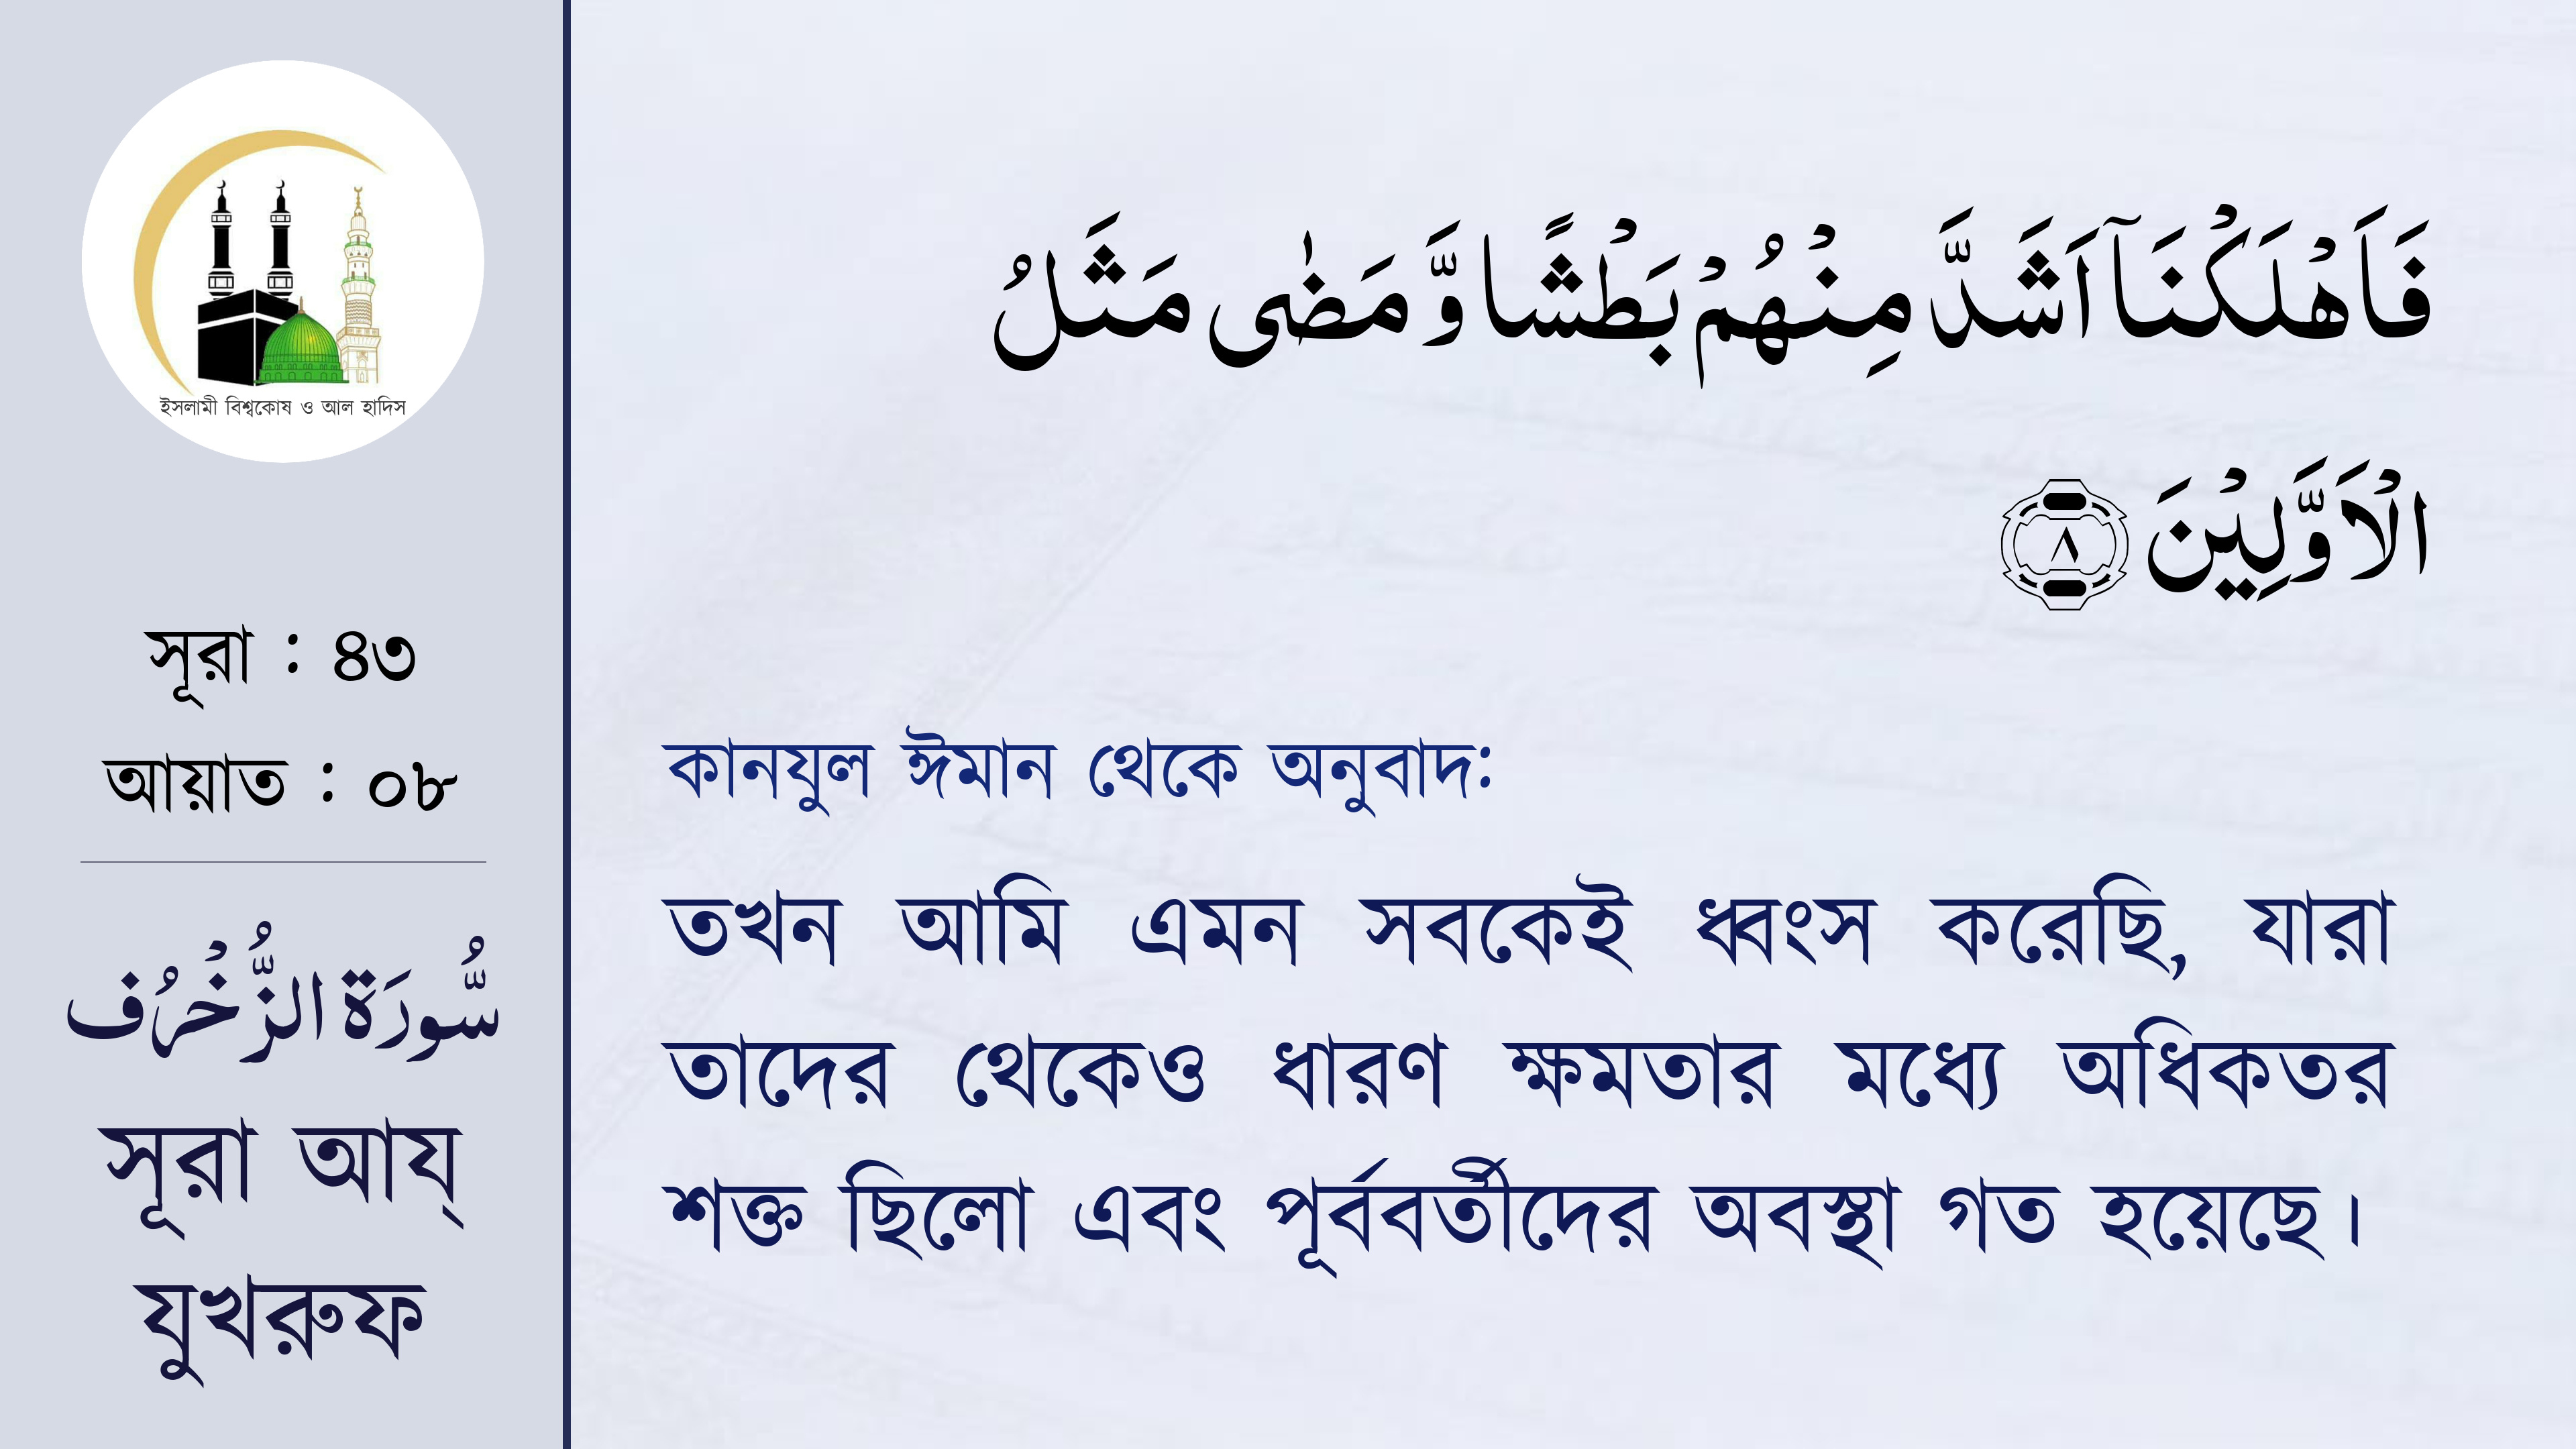 ইসলামী বিশ্বকোষ ও আল হাদিস
সূরা : ৪৩
আয়াত : ০৮
سُّورَة الزُّخْرُف
সূরা আয্
যুখরুফ
فَاَهْلَكْنَاۤ اَشَدَّ مِنْهُمْ بَطْشًا وَّ مَضٰى مَثَلُ
الْاَوَّلِیْنَ ۝۸
কানযুল ঈমান থেকে অনুবাদ:
তখন আমি এমন সবকেই ধ্বংস করেছি, যারা
তাদের থেকেও ধারণ ক্ষমতার মধ্যে অধিকতর
শক্ত ছিলো এবং পূর্ববর্তীদের অবস্থা গত হয়েছে।